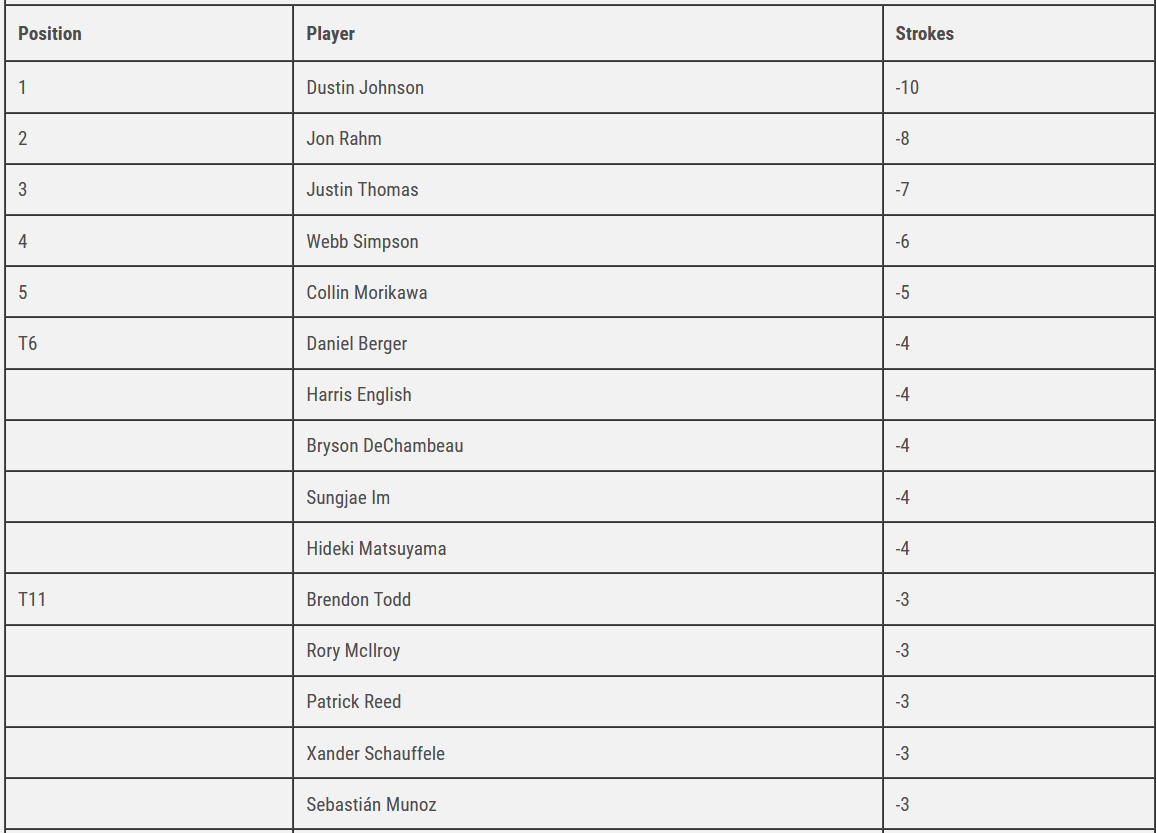 Position Player Strokes
1 Dustin Johnson -10
2 Jon Rahm -8
3 Justin Thomas -7
4 Webb Simpson -6
5 Collin Morikawa -5
T6 Daniel Berger -4
Harris English -4
Bryson DeChambeau -4
Sungjae Im -4
Hideki Matsuyama -4
T11 Brendon Todd -3
Rory McIlroy -3
Patrick Reed -3
Xander Schauffele -3
Sebastián Munoz -3